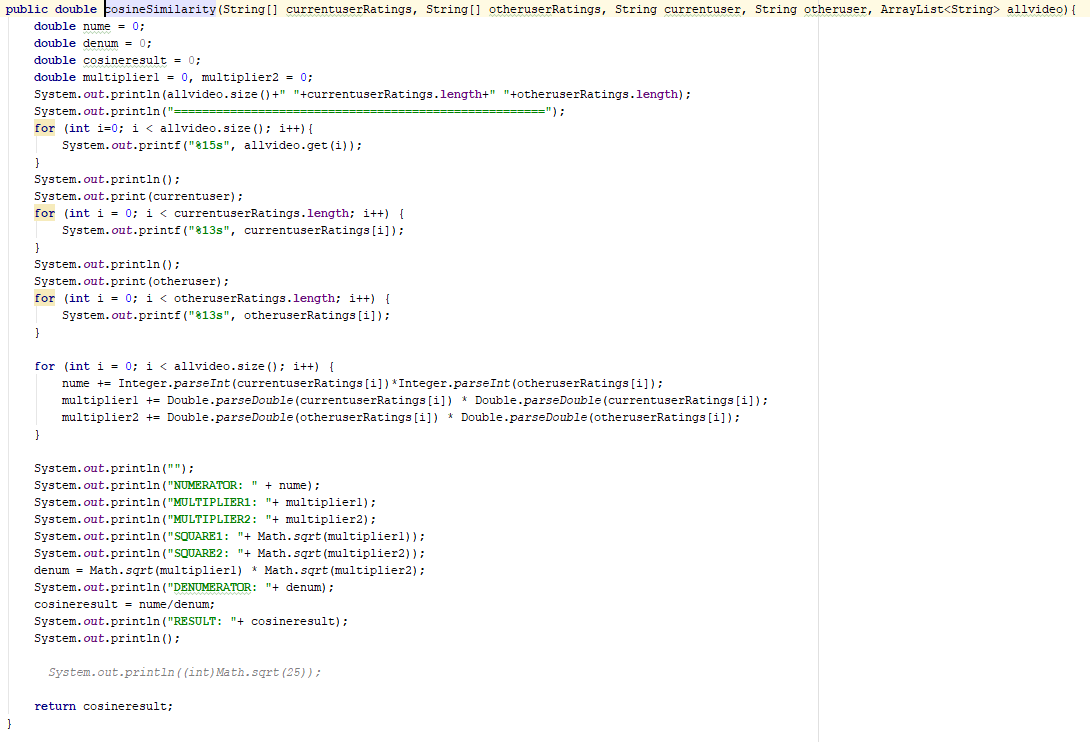 public double cosineSimilarity(String[] currentuserRatings, String[] otheruserRatings, String currentuser, String otheruser, ArrayList<String> allvideo){
    double nume = 0;
    double denum = 0;
    double cosineresult = 0;
    double multiplier1 = 0, multiplier2 = 0;
    System.out.println(allvideo.size()+" "+currentuserRatings.length+" "+otheruserRatings.length);
    System.out.println("=====================================================");
    for (int i=0; i < allvideo.size(); i++){
        System.out.printf("%15s", allvideo.get(i));
    }
    System.out.println();
    System.out.print(currentuser);
    for (int i = 0; i < currentuserRatings.length; i++) {
        System.out.printf("%13s", currentuserRatings[i]);
    }
    System.out.println();
    System.out.print(otheruser);
    for (int i = 0; i < otheruserRatings.length; i++) {
        System.out.printf("%13s", otheruserRatings[i]);
    }
    for (int i = 0; i < allvideo.size(); i++) {
        nume += Integer.parseInt(currentuserRatings[i])*Integer.parseInt(otheruserRatings[i]);
        multiplier1 += Double.parseDouble(currentuserRatings[i]) * Double.parseDouble(currentuserRatings[i]);
        multiplier2 += Double.parseDouble(otheruserRatings[i]) * Double.parseDouble(otheruserRatings[i]);
    }
    System.out.println("");
    System.out.println("NUMERATOR: " + nume);
    System.out.println("MULTIPLIER1: "+ multiplier1);
    System.out.println("MULTIPLIER2: "+ multiplier2);
    System.out.println("SQUARE1: "+ Math.sqrt(multiplier1));
    System.out.println("SQUARE2: "+ Math.sqrt(multiplier2));
    denum = Math.sqrt(multiplier1) * Math.sqrt(multiplier2);
    System.out.println("DENUMERATOR: "+ denum);
    cosineresult = nume/denum;
    System.out.println("RESULT: "+ cosineresult);
    System.out.println();
      System.out.println((int)Math.sqrt(25));
    return cosineresult;
}